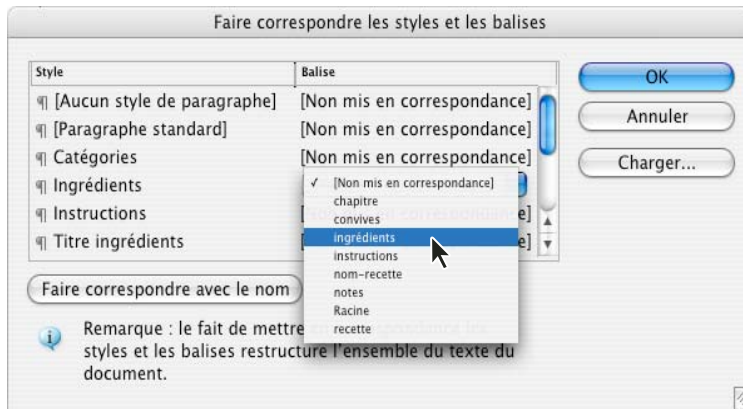 Faire correspondre les styles et les balises
Style Balise
¶ [Aucun style de paragraphe] [Non mis en correspondance]
¶ [Paragraphe standard] [Non mis en correspondance]
¶ Catégories [Non mis en correspondance]
¶ Ingrédients
¶ Instructions
¶ Titre ingrédients
✓ [Non mis en correspondance]
chapitre
convives
ingrédients
instructions
nom-recette
notes
Racine
recette
OK
Annuler
Charger...
Faire correspondre avec le nom
Remarque : le fait de mettre
styles et les balises restructure l'ensemble du texte du
document.